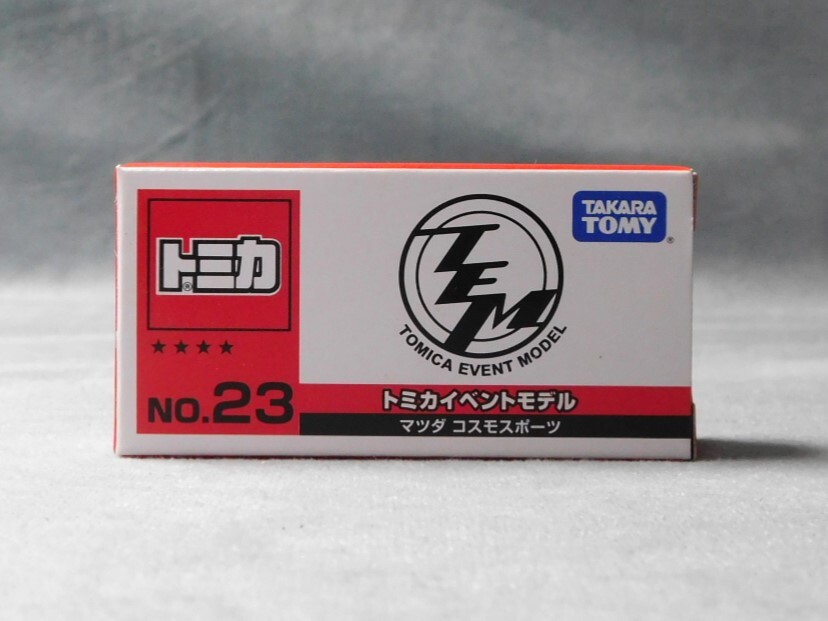 トミカ®
★★★★
NO.23
TEM
TOMICA EVENT MODEL
TAKARA
TOMY®
トミカイベントモデル
マツダ コスモスポーツ